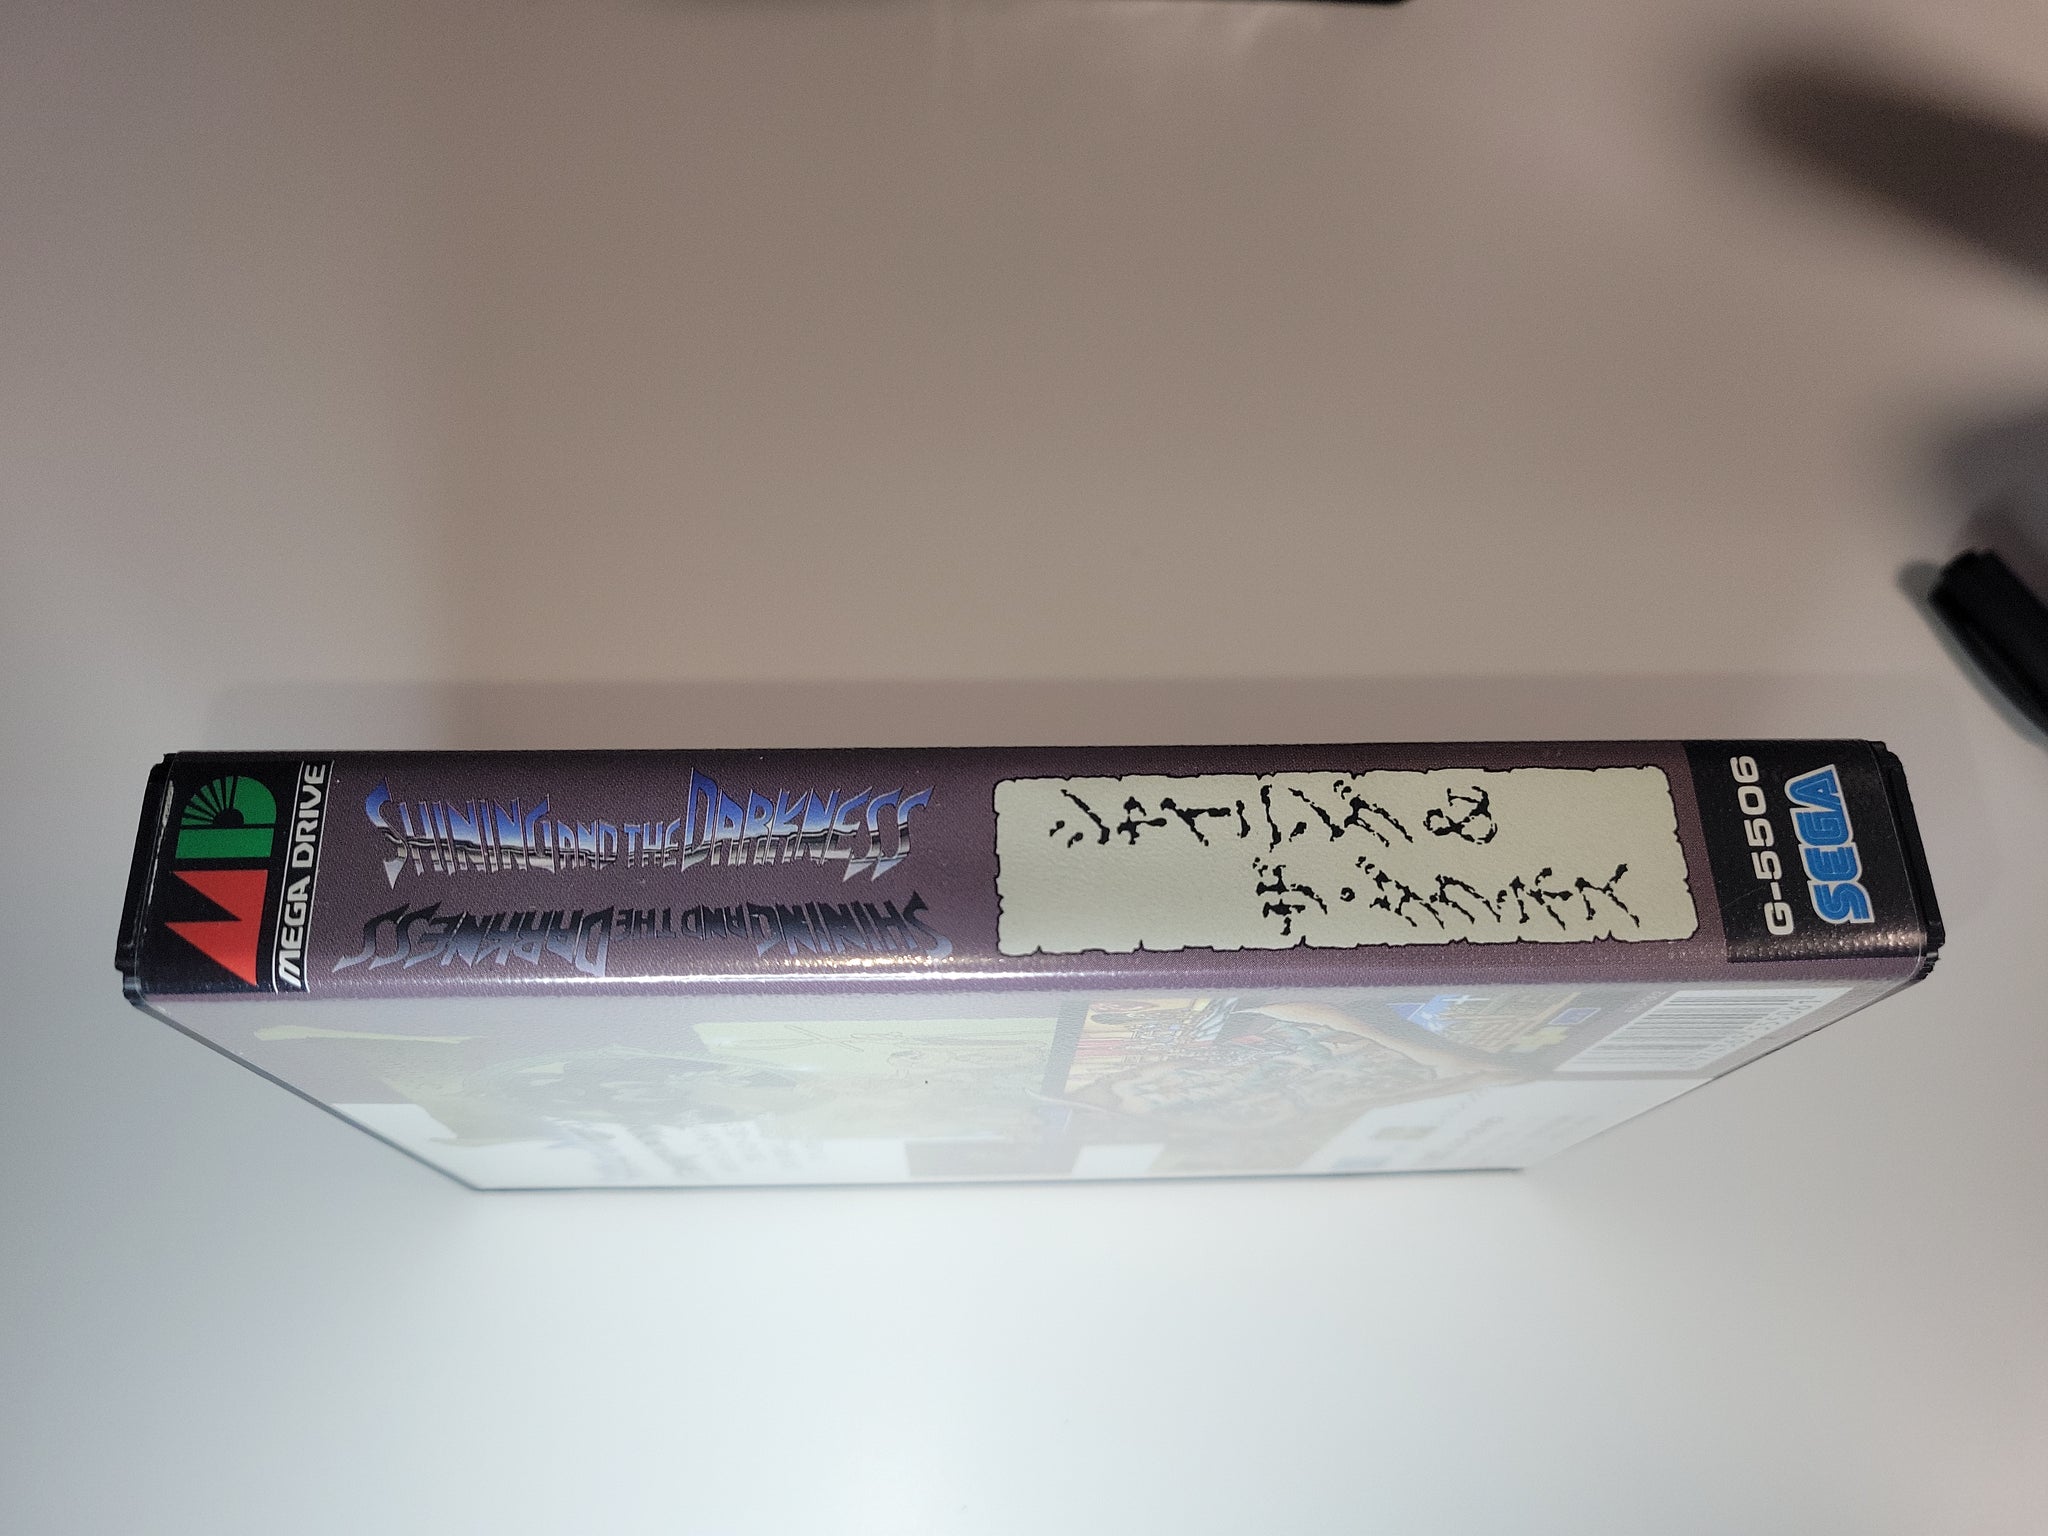 MD
MEGA DRIVE
SHINING AND THE DARKNESS
SHINING AND THE DARKNESS
シャイニング&
ザ・ダクネス
G-5506
SEGA